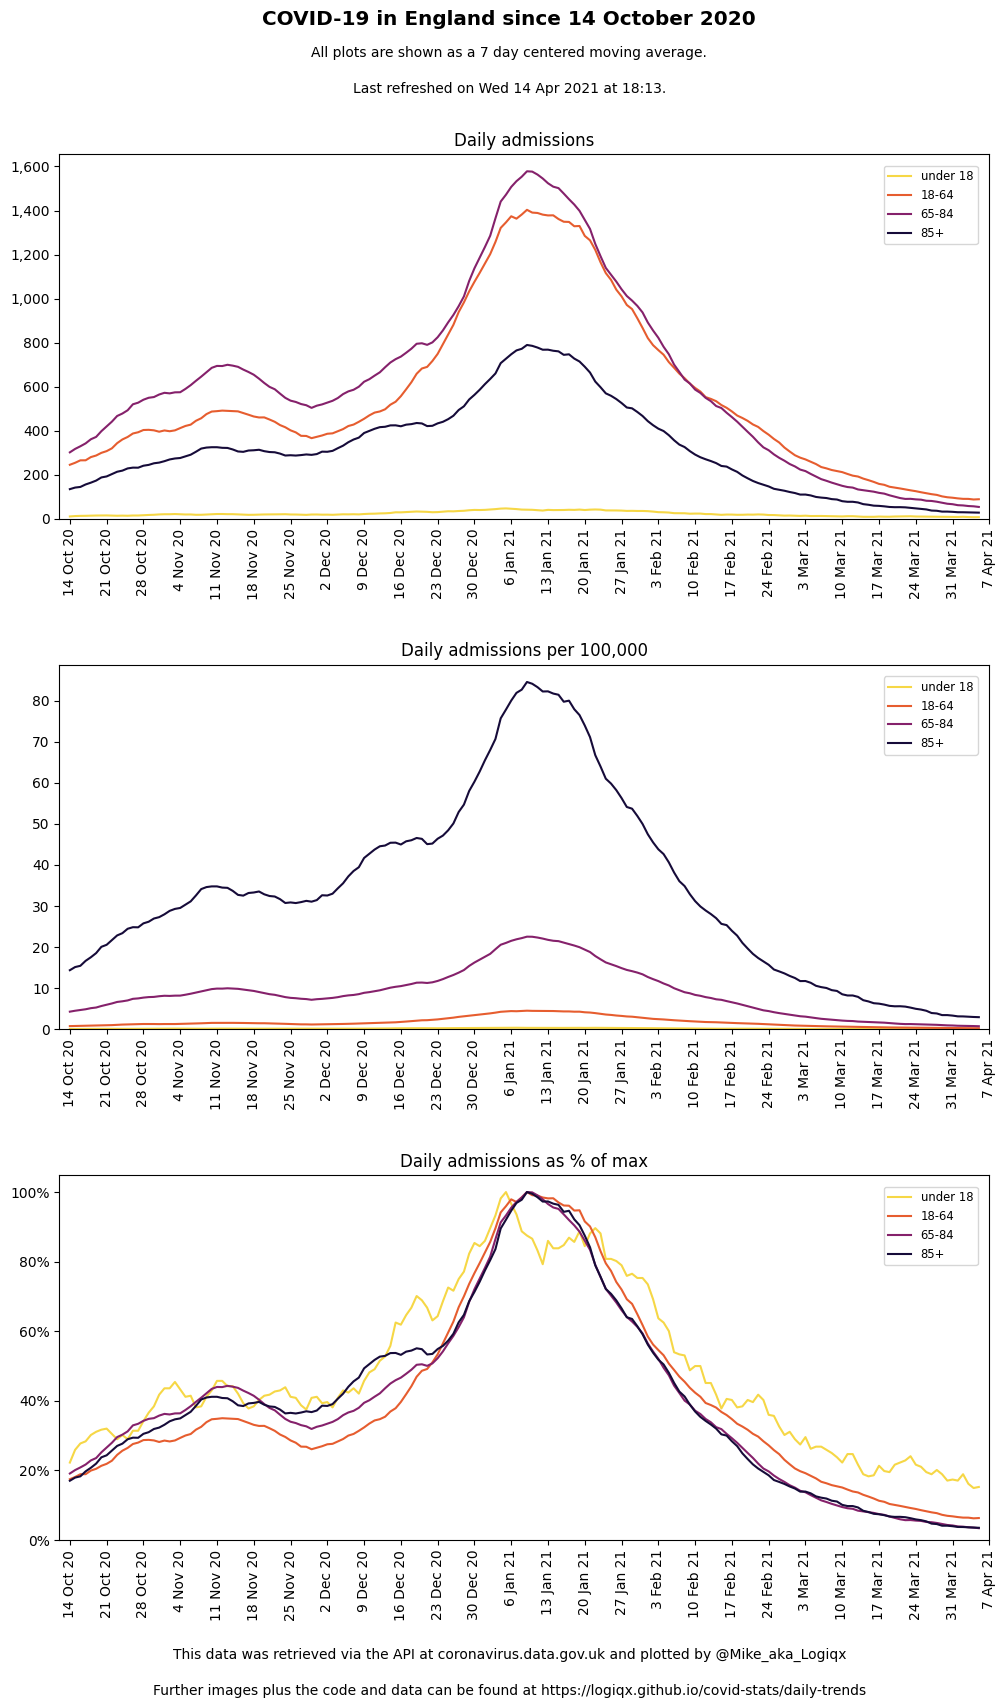 COVID-19 in England since 14 October 2020
All plots are shown as a 7 day centered moving average.
Last refreshed on Wed 14 Apr 2021 at 18:13.
Daily admissions
1,600
1,400
1,200
1,000
800
600
400
200
0
under 18
18-64
65-84
85+
14 Oct 20
21 Oct 20
28 Oct 20
4 Nov 20
11 Nov 20
18 Nov 20
25 Nov 20
2 Dec 20
9 Dec 20
16 Dec 20
23 Dec 20
30 Dec 20
6 Jan 21
13 Jan 21
20 Jan 21
27 Jan 21
3 Feb 21
10 Feb 21
17 Feb 21
24 Feb 21
3 Mar 21
10 Mar 21
17 Mar 21
24 Mar 21
31 Mar 21
7 Apr 21
Daily admissions per 100,000
80
70
60
50
40
30
20
10
0
under 18
18-64
65-84
85+
14 Oct 20
21 Oct 20
28 Oct 20
4 Nov 20
11 Nov 20
18 Nov 20
25 Nov 20
2 Dec 20
9 Dec 20
16 Dec 20
23 Dec 20
30 Dec 20
6 Jan 21
13 Jan 21
20 Jan 21
27 Jan 21
3 Feb 21
10 Feb 21
17 Feb 21
24 Feb 21
3 Mar 21
10 Mar 21
17 Mar 21
24 Mar 21
31 Mar 21
7 Apr 21
Daily admissions as % of max
100%
80%
60%
40%
20%
0%
under 18
18-64
65-84
85+
14 Oct 20
21 Oct 20
28 Oct 20
4 Nov 20
11 Nov 20
18 Nov 20
25 Nov 20
2 Dec 20
9 Dec 20
16 Dec 20
23 Dec 20
30 Dec 20
6 Jan 21
13 Jan 21
20 Jan 21
27 Jan 21
3 Feb 21
10 Feb 21
17 Feb 21
24 Feb 21
3 Mar 21
10 Mar 21
17 Mar 21
24 Mar 21
31 Mar 21
7 Apr 21
This data was retrieved via the API at coronavirus.data.gov.uk and plotted by @Mike_aka_Logiqx
Further images plus the code and data can be found at https://logiqx.github.io/covid-stats/daily-trends